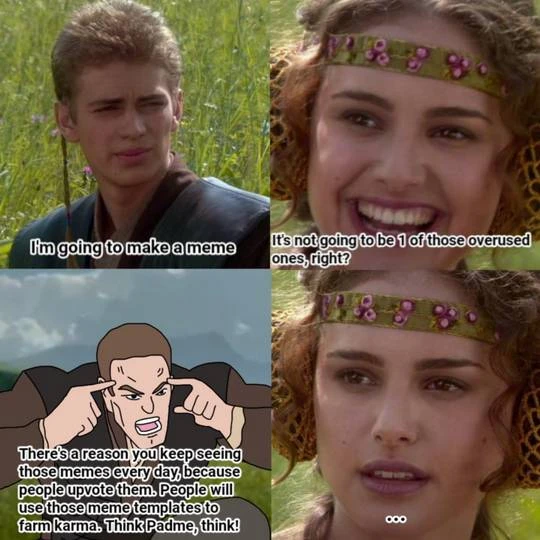 I'm going to make a meme
It's not going to be 1 of those overused
ones, right?
There's a reason you keep seeing
those memes every day, because
people upvote them. People will
use those meme templates to
farm karma. Think Padme, think!
...